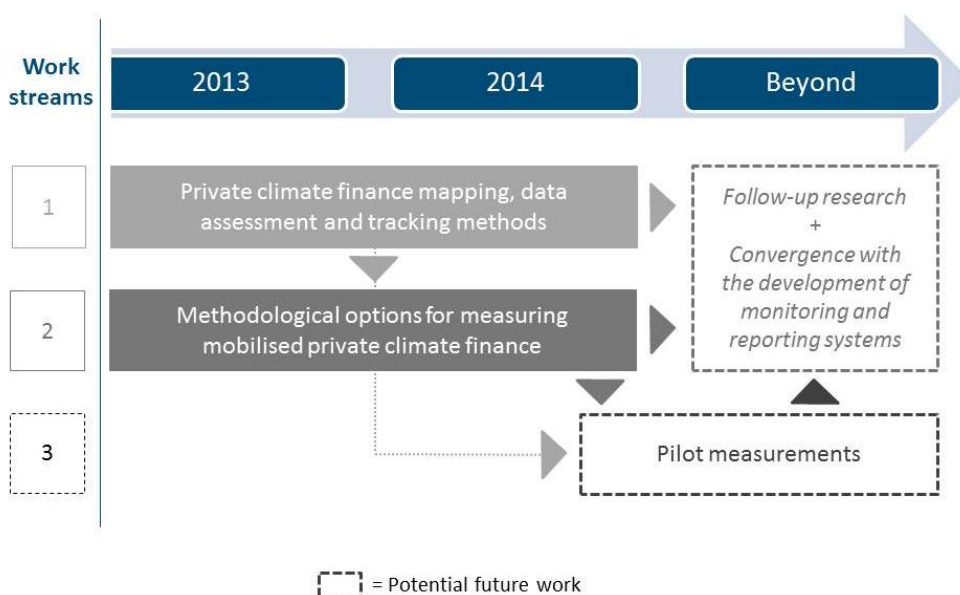 Work
streams
2013
2014
Beyond
1
Private climate finance mapping, data
assessment and tracking methods
Follow-up research
+
Convergence with
the development of
monitoring and
reporting systems
2
Methodological options for measuring
mobilised private climate finance
3
Pilot measurements
= Potential future work